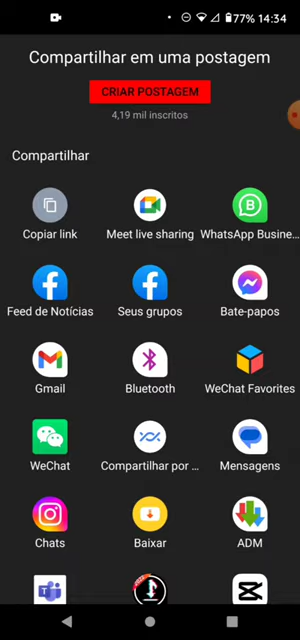 77% 14:34
Compartilhar em uma postagem
CRIAR POSTAGEM
4,19 mil inscritos
Compartilhar
Copiar link
Meet live sharing
WhatsApp Busine...
Feed de Notícias
Seus grupos
Bate-papos
Gmail
Bluetooth
WeChat Favorites
WeChat
Compartilhar por ...
Mensagens
Chats
Baixar
ADM